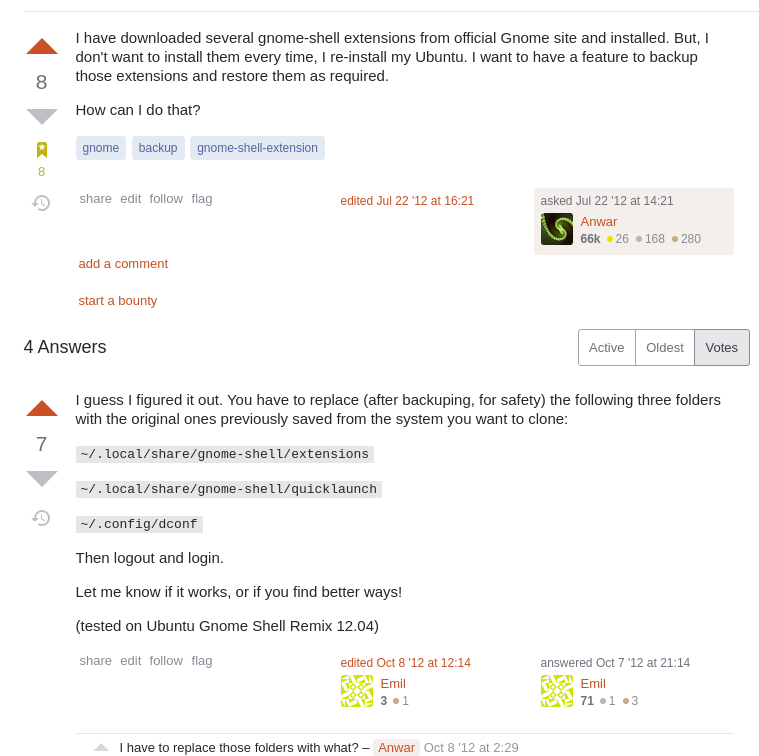 I have downloaded several gnome-shell extensions from official Gnome site and installed. But, I
don't want to install them every time, I re-install my Ubuntu. I want to have a feature to backup
those extensions and restore them as required.
8
How can I do that?
gnome backup gnome-shell-extension
8
share edit follow flag
edited Jul 22 '12 at 16:21
asked Jul 22 '12 at 14:21
Anwar
66k 26 168 280
add a comment
start a bounty
4 Answers
Active Oldest Votes
I guess I figured it out. You have to replace (after backuping, for safety) the following three folders
with the original ones previously saved from the system you want to clone:
7
~/.local/share/gnome-shell/extensions
~/.local/share/gnome-shell/quicklaunch
~/.config/dconf
Then logout and login.
Let me know if it works, or if you find better ways!
(tested on Ubuntu Gnome Shell Remix 12.04)
share edit follow flag
edited Oct 8 '12 at 12:14
Emil
3 1
answered Oct 7 '12 at 21:14
Emil
71 1 3
I have to replace those folders with what? – Anwar Oct 8 '12 at 2:29